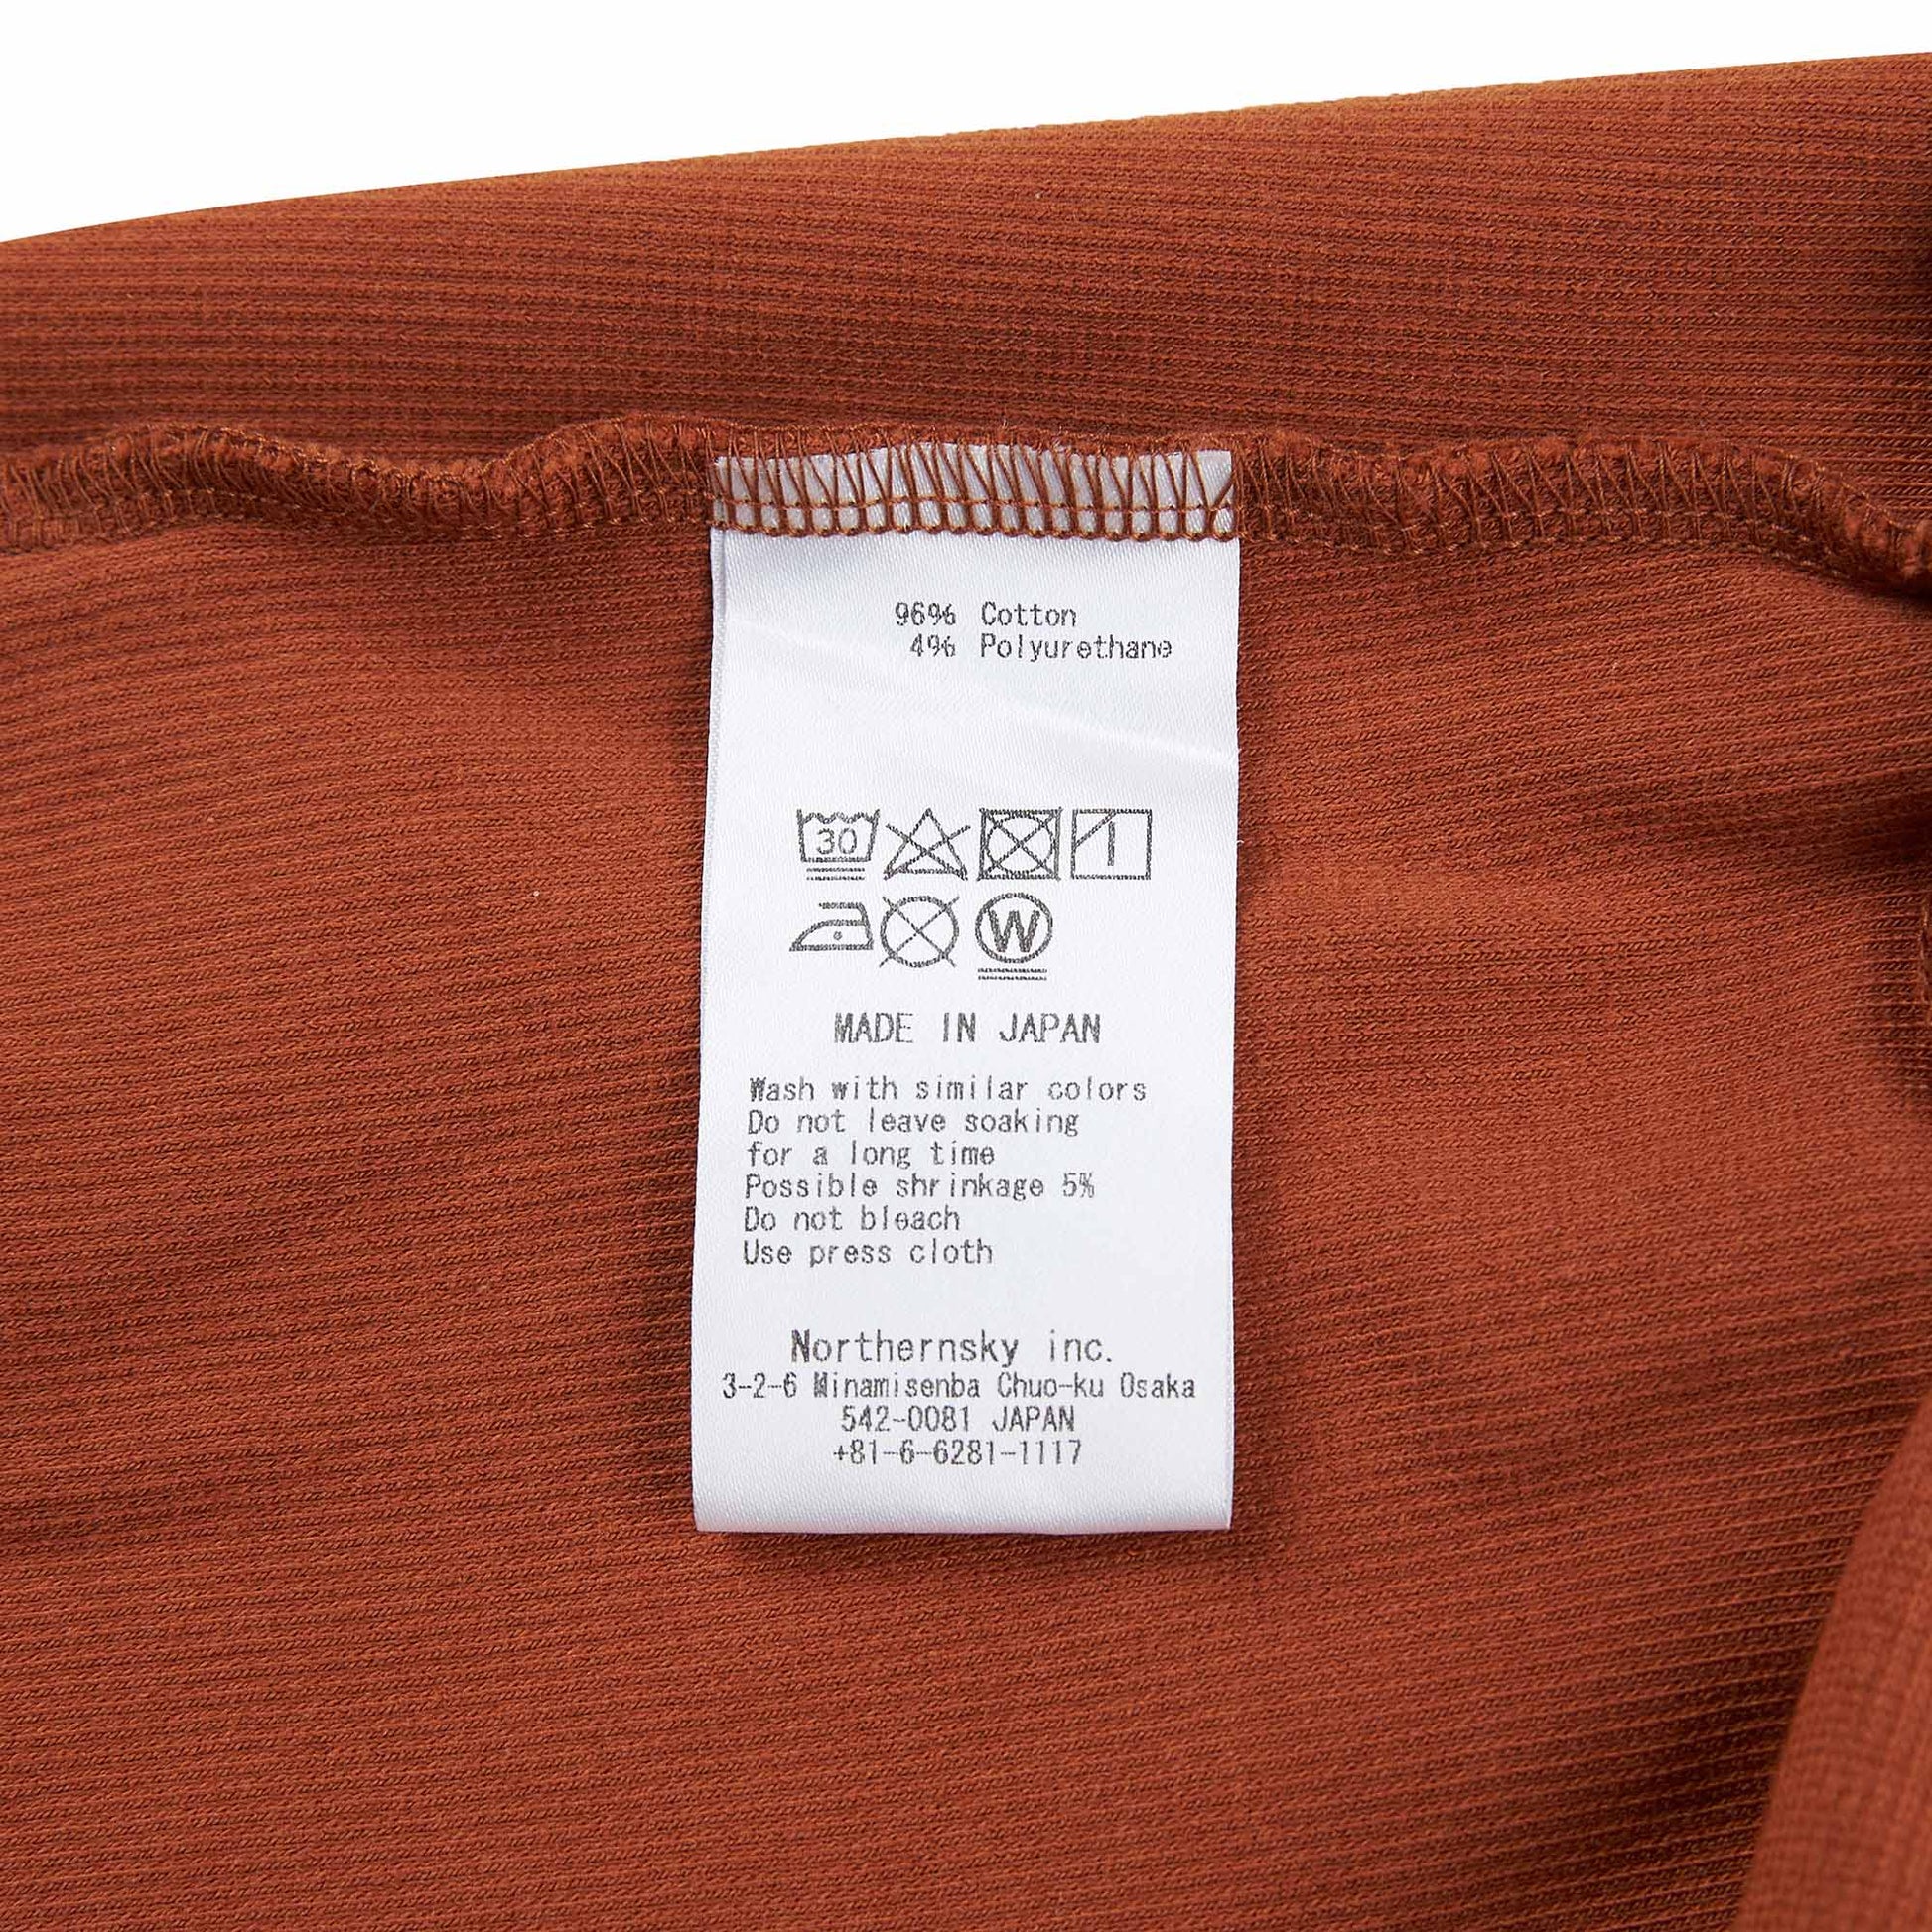 96% Cotton
4% Polyurethane
30
W
MADE IN JAPAN
Wash with similar colors
Do not leave soaking
for a long time
Possible shrinkage 5%
Do not bleach
Use press cloth
Northernsky inc.
3-2-6 Minamisenba Chuo-ku Osaka
542-0081 JAPAN
+81-6-6281-1117